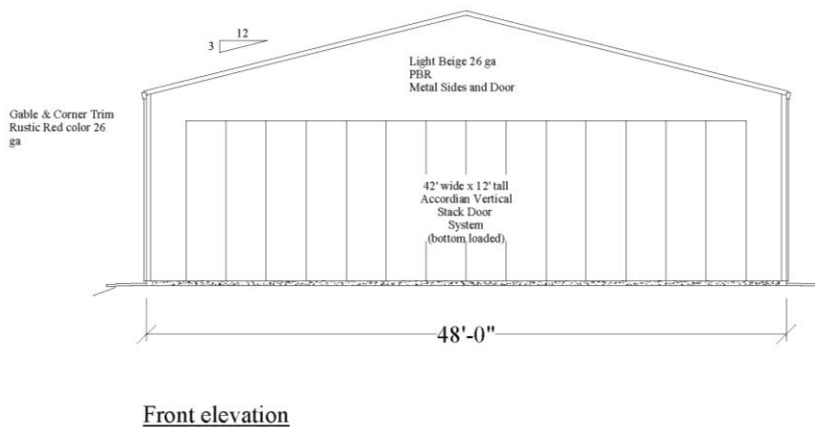 12
3
Light Beige 26 ga
PBR
Metal Sides and Door
Gable & Corner Trim
Rustic Red color 26
ga
42' wide x 12' tall
Accordian Vertical
Stack Door
System
(bottom loaded)
48'-0"
Front elevation